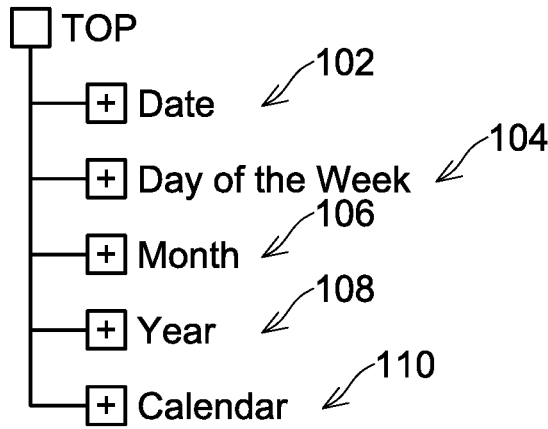 TOP
102
+ Date
104
+ Day of the Week
106
+ Month
108
+ Year
110
+ Calendar